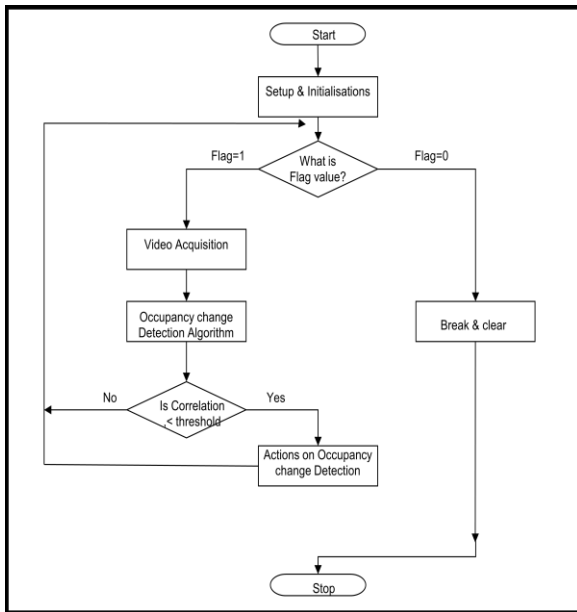 Start
Setup & Initialisations
What is
Flag value?
Flag=1
Flag=0
Video Acquisition
Occupancy change
Detection Algorithm
Break & clear
Is Correlation
,< threshold
No
Yes
Actions on Occupancy
change Detection
Stop